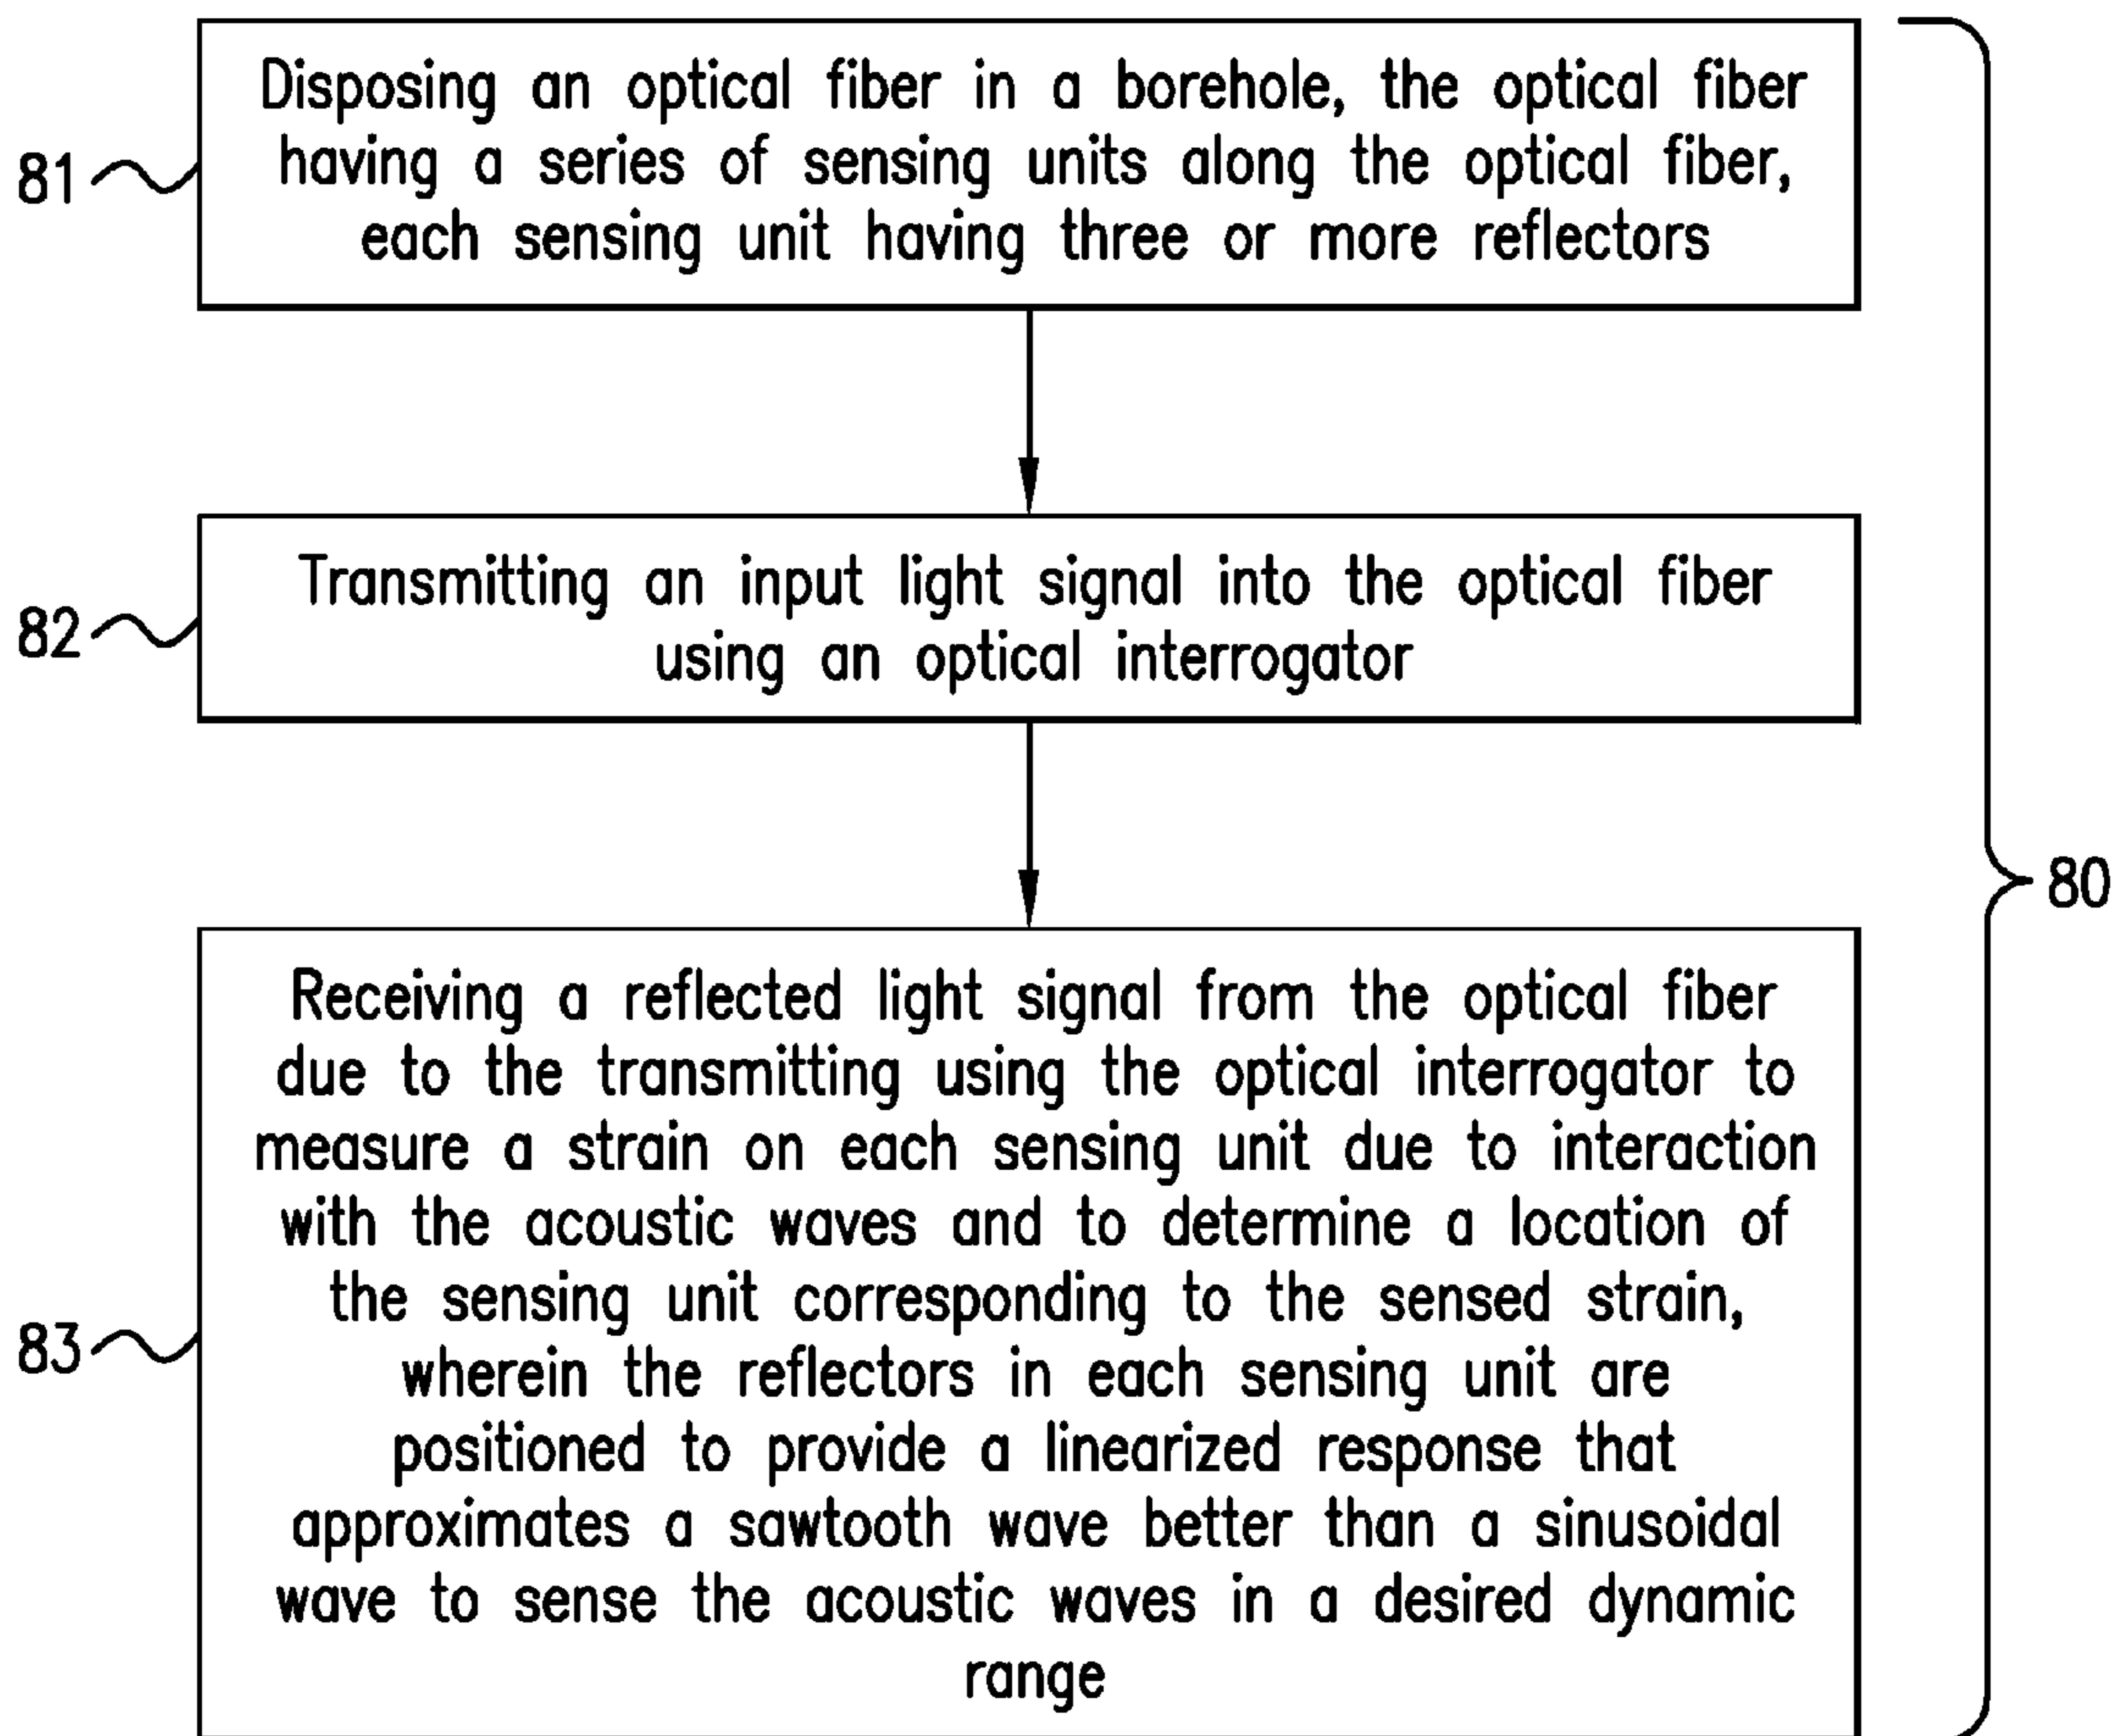 Disposing an optical fiber in a borehole, the optical fiber
having a series of sensing units along the optical fiber,
each sensing unit having three or more reflectors
81
Transmitting an input light signal into the optical fiber
using an optical interrogator
82
80
Receiving a reflected light signal from the optical fiber
due to the transmitting using the optical interrogator to
measure a strain on each sensing unit due to interaction
with the acoustic waves and to determine a location of
the sensing unit corresponding to the sensed strain,
wherein the reflectors in each sensing unit are
positioned to provide a linearized response that
approximates a sawtooth wave better than a sinusoidal
wave to sense the acoustic waves in a desired dynamic
range
83